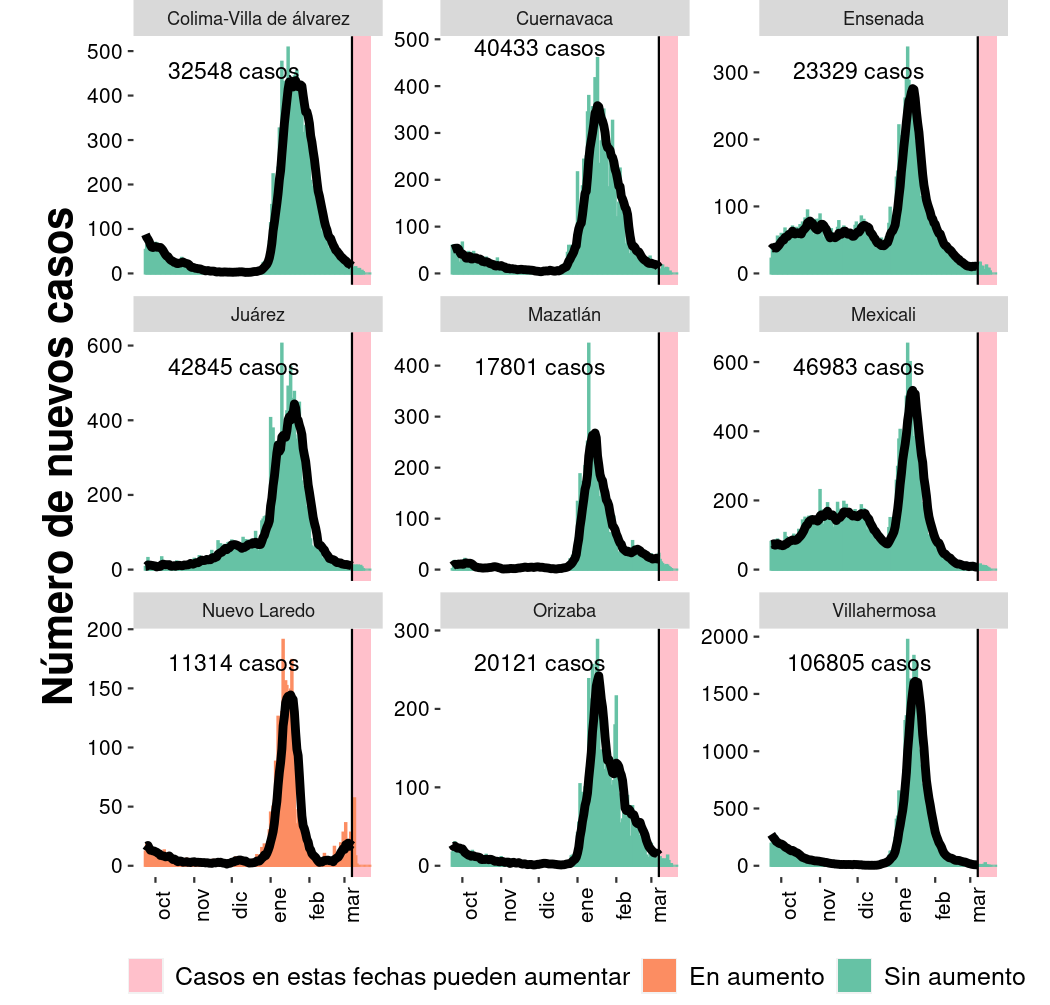 Número de nuevos casos
Colima-Villa de álvarez
Cuernavaca
Ensenada
500
400
300
200
100
0
32548 casos
500
400
300
200
100
0
40433 casos
300
200
100
0
23329 casos
Juárez
Mazatlán
Mexicali
600
400
200
0
42845 casos
400
300
200
100
0
17801 casos
600
400
200
0
46983 casos
Nuevo Laredo
Orizaba
Villahermosa
200
150
100
50
0
11314 casos
300
200
100
0
20121 casos
2000
1500
1000
500
0
106805 casos
oct
nov
dic
ene
feb
mar
oct
nov
dic
ene
feb
mar
oct
nov
dic
ene
feb
mar
Casos en estas fechas pueden aumentar
En aumento
Sin aumento